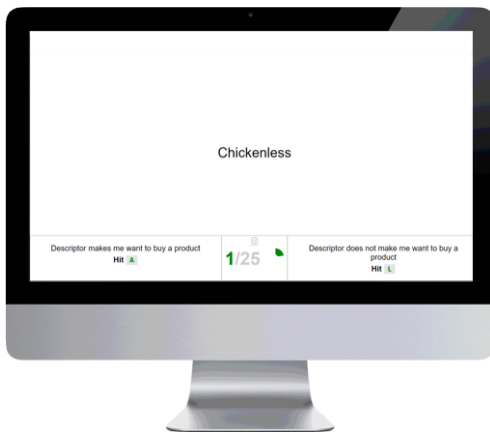 Chickenless
Descriptor makes me want to buy a product
Hit A
1/25
Descriptor does not make me want to buy a
product
Hit L